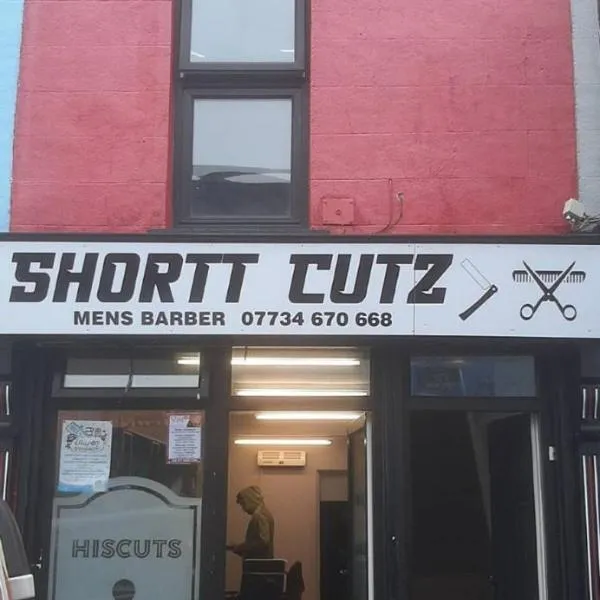 SHORTT CUTZ
MENS BARBER 07734 670 668
HISCUTS